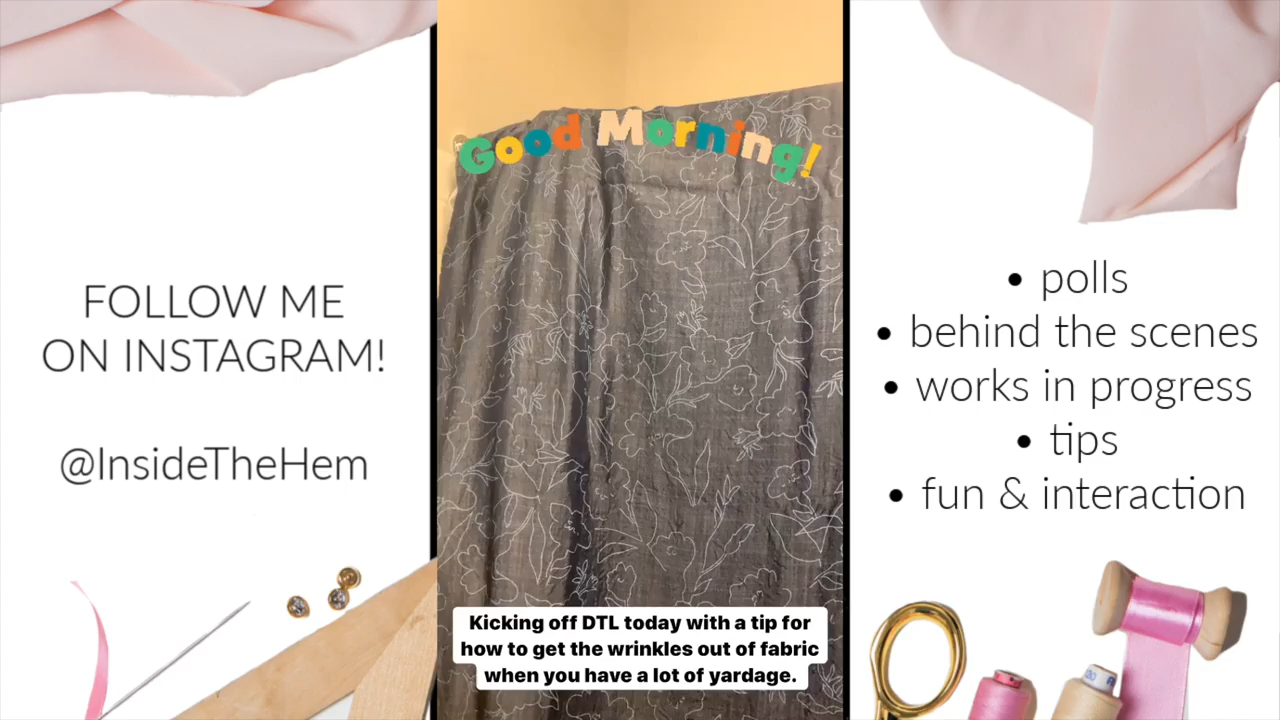 FOLLOW ME
ON INSTAGRAM!
@InsideTheHem
Good Morning!
Kicking off DTL today with a tip for
how to get the wrinkles out of fabric
when you have a lot of yardage.
• polls
• behind the scenes
• works in progress
• tips
• fun & interaction